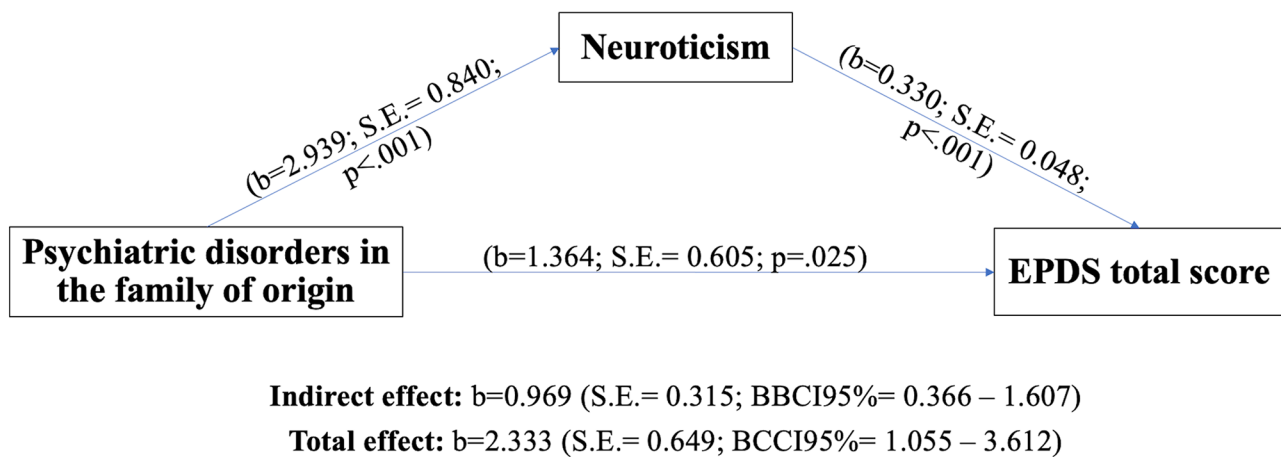 Neuroticism
(b=2.939; S.E.= 0.840;
p<.001)
(b=0.330; S.E.= 0.048;
p<.001)
Psychiatric disorders in
the family of origin
(b=1.364; S.E.= 0.605; p=.025)
EPDS total score
Indirect effect: b=0.969 (S.E.= 0.315; BBCI95%= 0.366 – 1.607)
Total effect: b=2.333 (S.E.= 0.649; BCCI95%= 1.055 – 3.612)